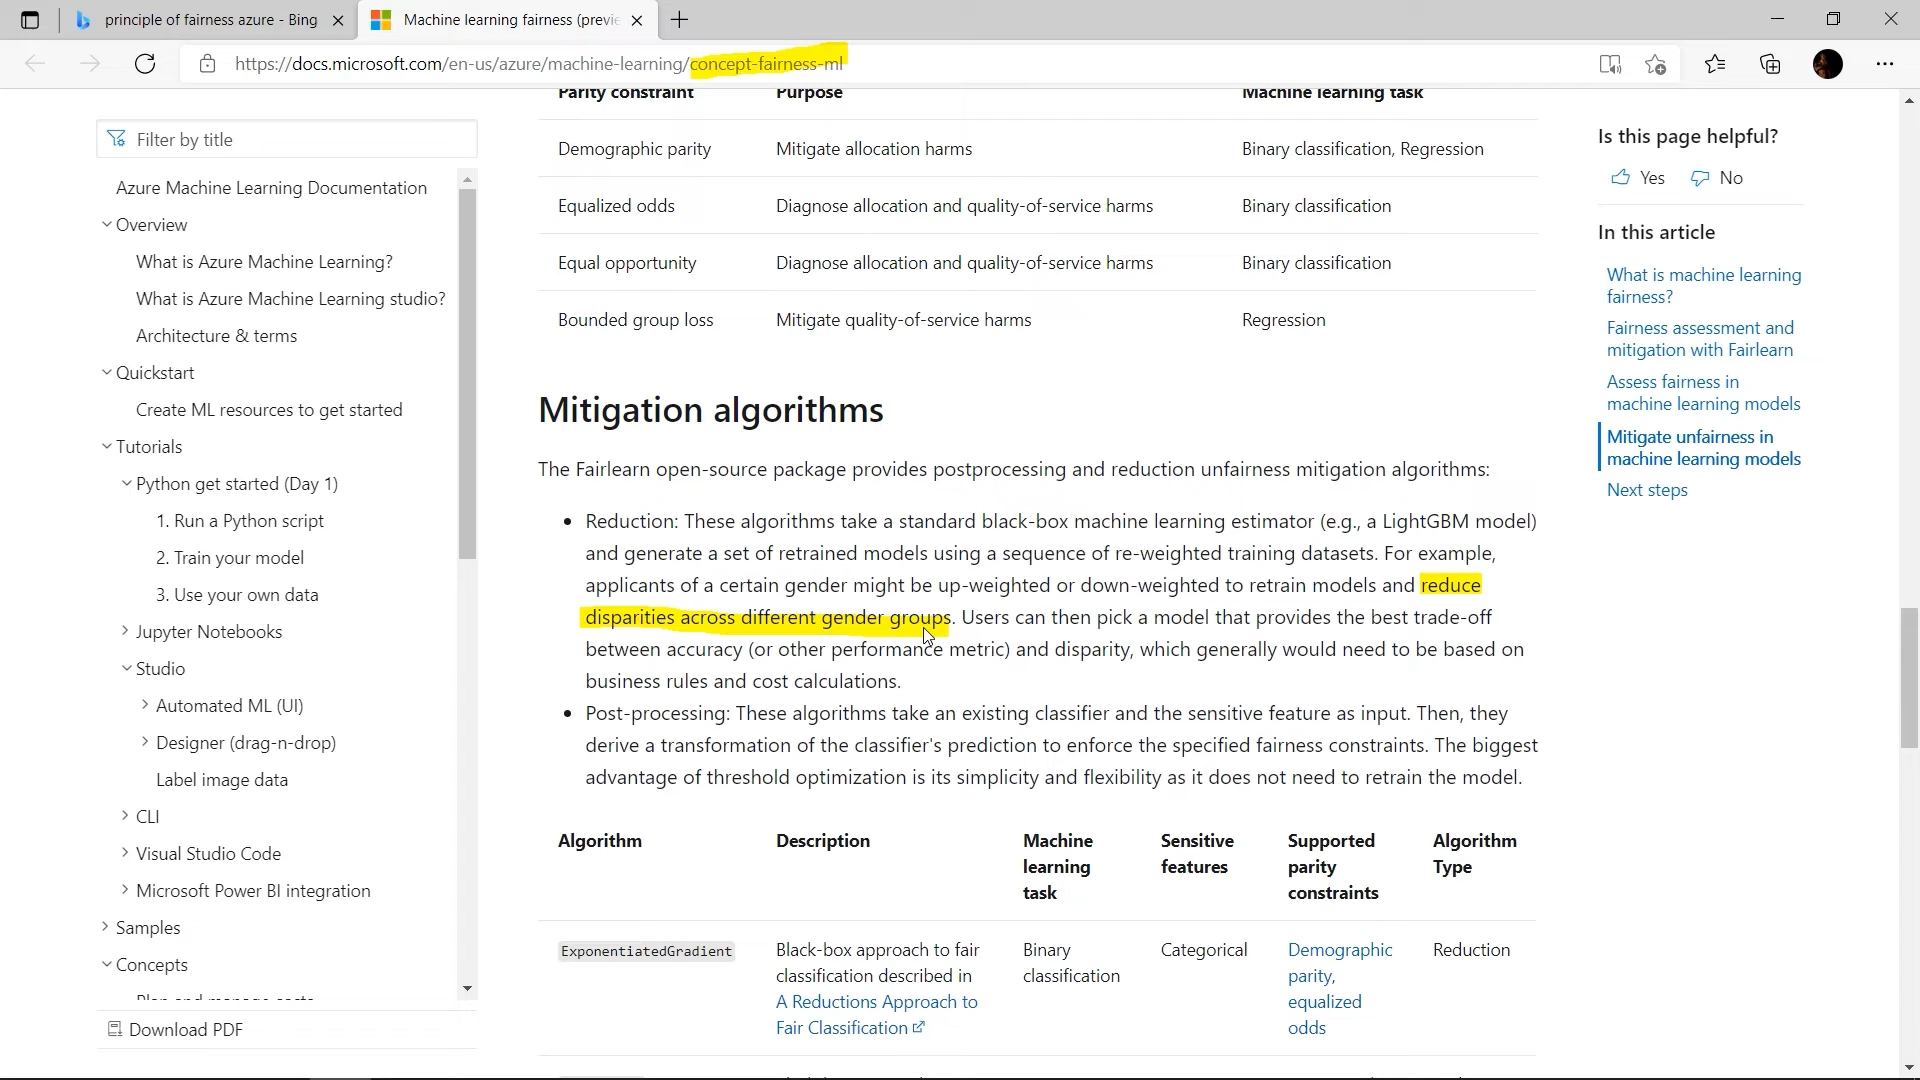 principle of fairness azure - Bing
Machine learning fairness (previe
https://docs.microsoft.com/en-us/azure/machine-learning/concept-fairness-ml
Filter by title
Azure Machine Learning Documentation
Overview
What is Azure Machine Learning?
What is Azure Machine Learning studio?
Architecture & terms
Quickstart
Create ML resources to get started
Tutorials
Python get started (Day 1)
1. Run a Python script
2. Train your model
3. Use your own data
Jupyter Notebooks
Studio
Automated ML (UI)
Designer (drag-n-drop)
Label image data
CLI
Visual Studio Code
Microsoft Power BI integration
Samples
Concepts
Plan and manage costs
Download PDF
Parity constraint Purpose Machine learning task
Demographic parity Mitigate allocation harms Binary classification, Regression
Equalized odds Diagnose allocation and quality-of-service harms Binary classification
Equal opportunity Diagnose allocation and quality-of-service harms Binary classification
Bounded group loss Mitigate quality-of-service harms Regression
Mitigation algorithms
The Fairlearn open-source package provides postprocessing and reduction unfairness mitigation algorithms:
• Reduction: These algorithms take a standard black-box machine learning estimator (e.g., a LightGBM model)
and generate a set of retrained models using a sequence of re-weighted training datasets. For example,
applicants of a certain gender might be up-weighted or down-weighted to retrain models and reduce
disparities across different gender groups. Users can then pick a model that provides the best trade-off
between accuracy (or other performance metric) and disparity, which generally would need to be based on
business rules and cost calculations.
• Post-processing: These algorithms take an existing classifier and the sensitive feature as input. Then, they
derive a transformation of the classifier's prediction to enforce the specified fairness constraints. The biggest
advantage of threshold optimization is its simplicity and flexibility as it does not need to retrain the model.
Algorithm Description Machine Sensitive Supported Algorithm
learning features parity Type
task constraints
ExponentiatedGradient Black-box approach to fair Binary Categorical Demographic Reduction
classification described in classification parity,
A Reductions Approach to equalized
Fair Classification odds
Is this page helpful?
Yes No
In this article
What is machine learning
fairness?
Fairness assessment and
mitigation with Fairlearn
Assess fairness in
machine learning models
Mitigate unfairness in
machine learning models
Next steps